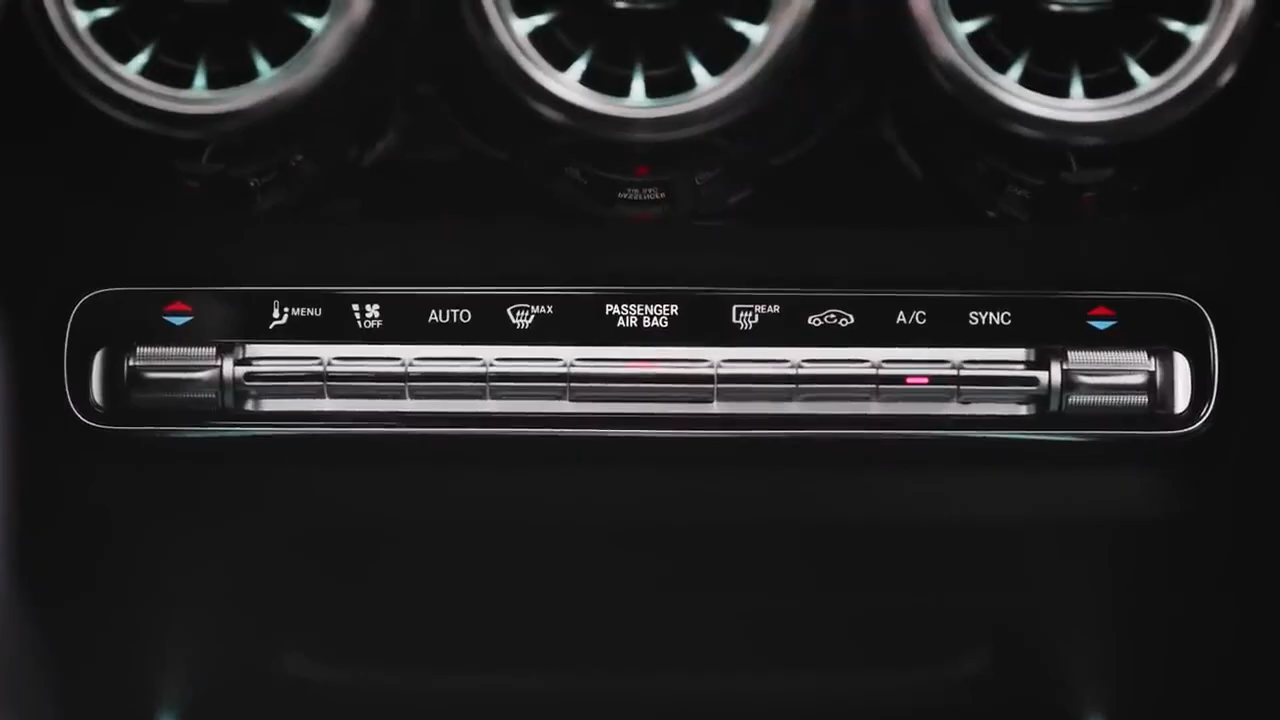 MENU
OFF
AUTO
MAX
PASSENGER
AIR BAG
REAR
A/C
SYNC